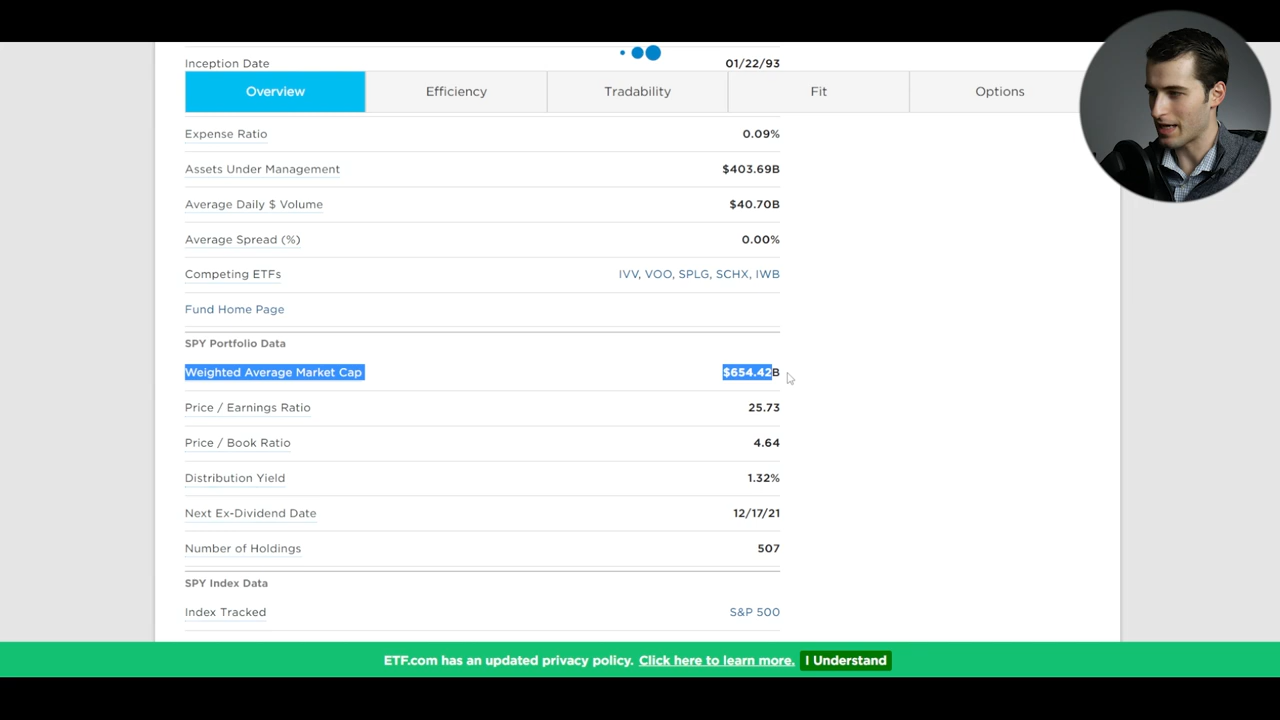 Inception Date 01/22/93
Overview Efficiency Tradability Fit Options
Expense Ratio 0.09%
Assets Under Management $403.69B
Average Daily $ Volume $40.70B
Average Spread (%) 0.00%
Competing ETFs IVV, VOO, SPLG, SCHX, IWB
Fund Home Page
SPY Portfolio Data
Weighted Average Market Cap $654.42B
Price / Earnings Ratio 25.73
Price / Book Ratio 4.64
Distribution Yield 1.32%
Next Ex-Dividend Date 12/17/21
Number of Holdings 507
SPY Index Data
Index Tracked S&P 500
ETF.com has an updated privacy policy. Click here to learn more. I Understand